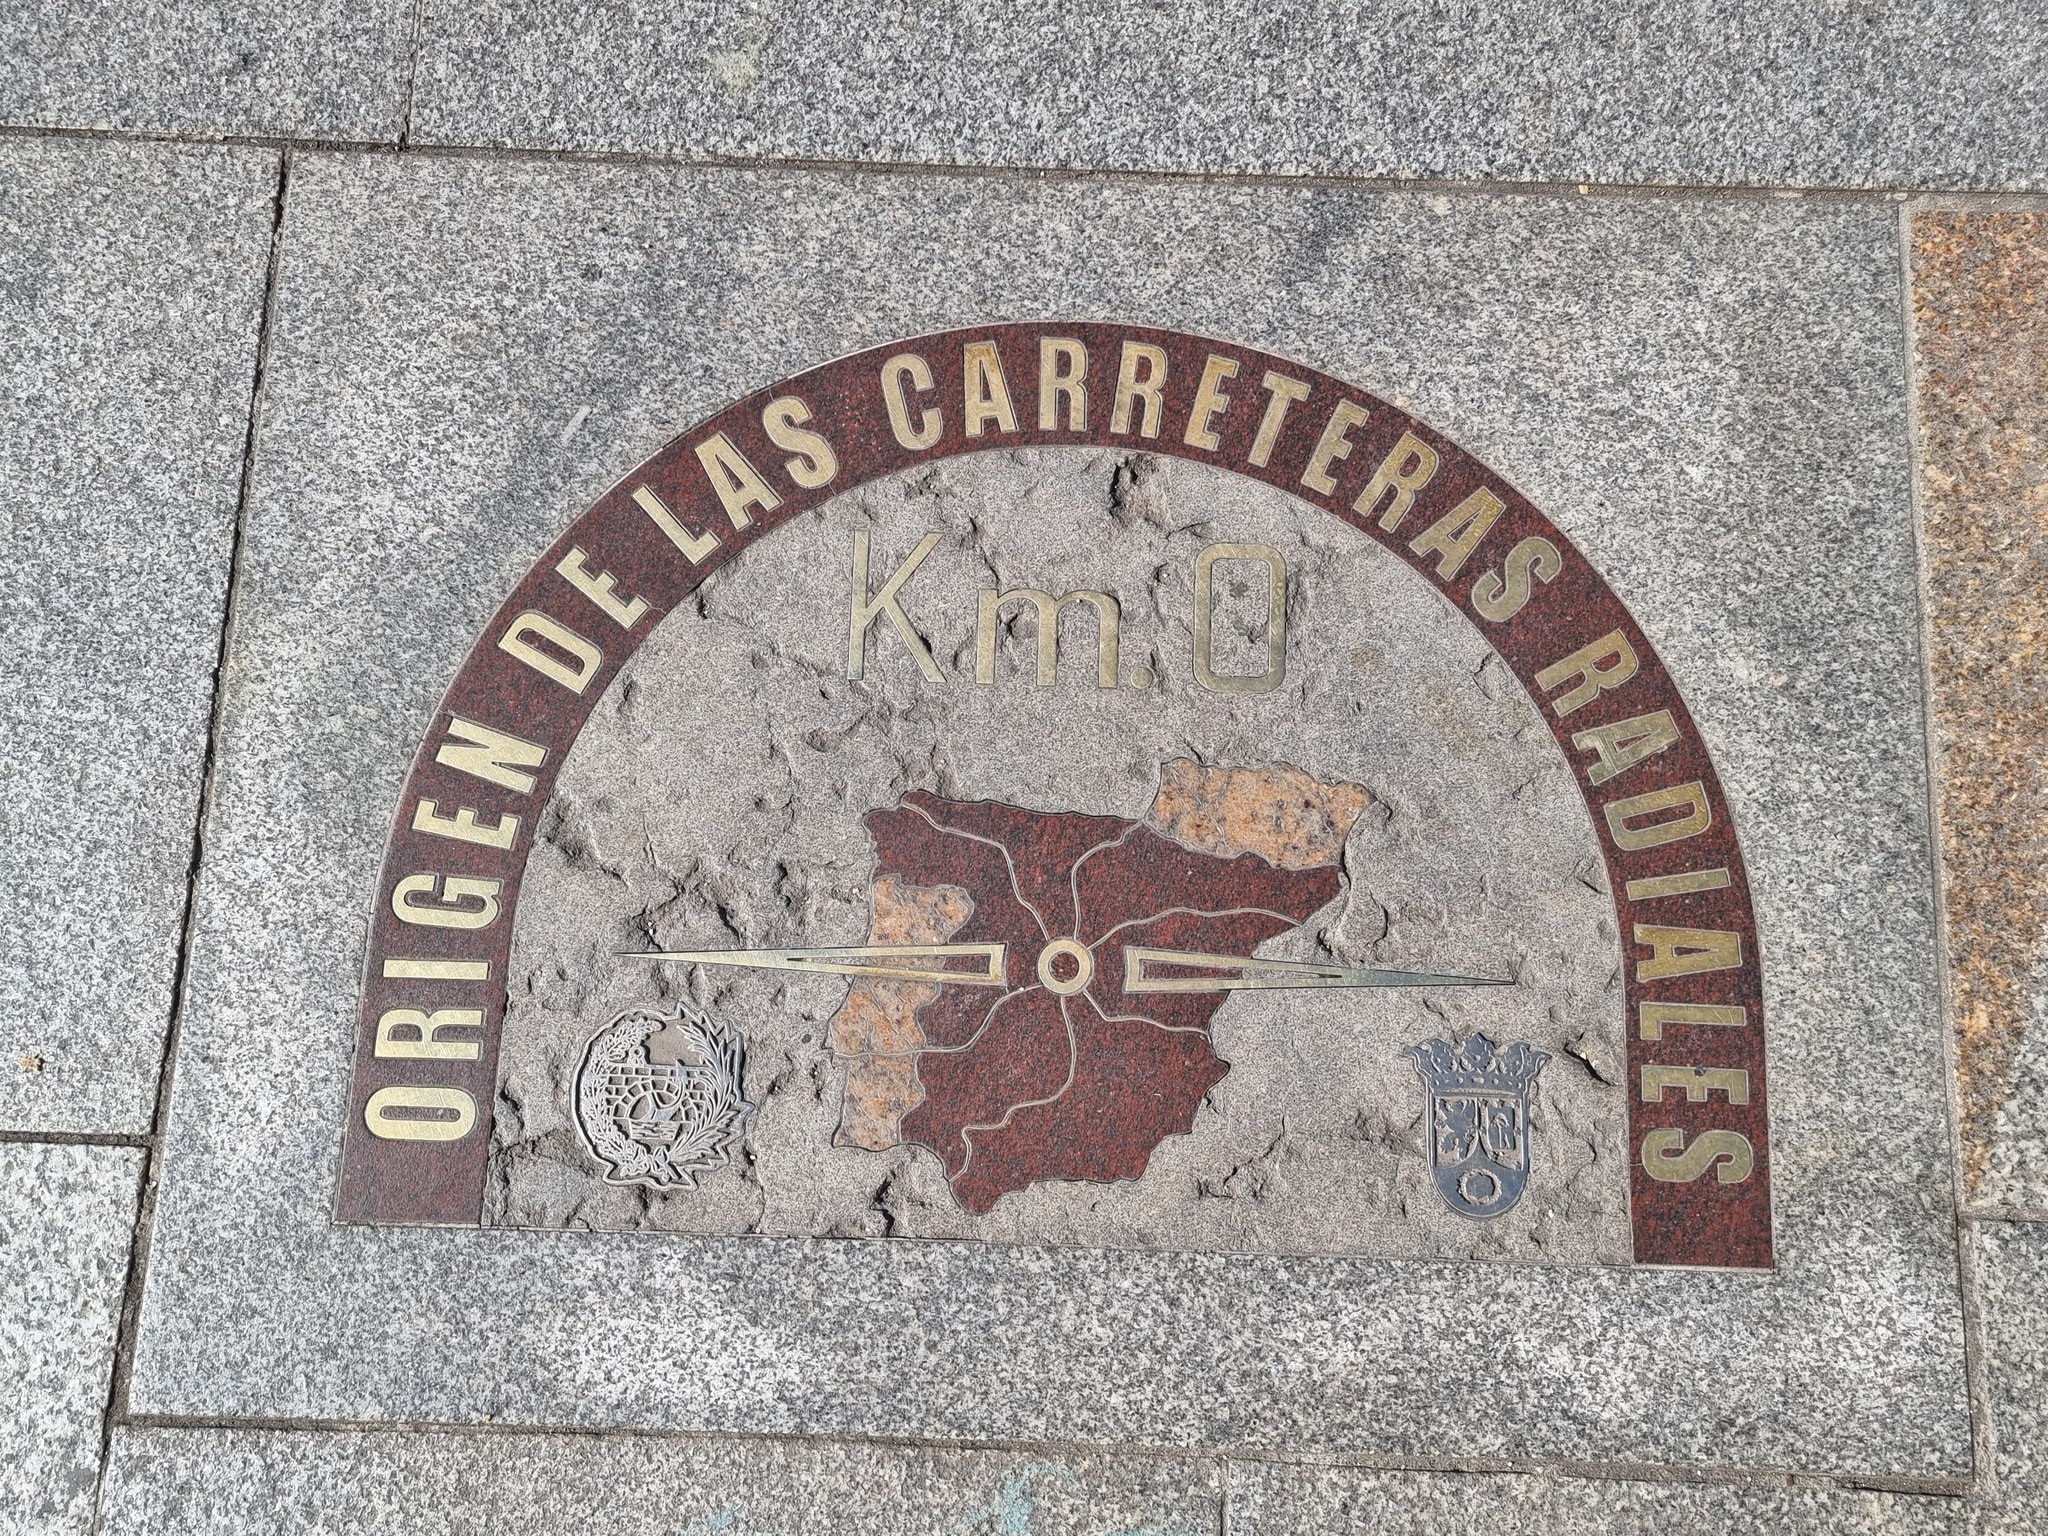 ORIGEN DE LAS CARRETERAS RADIALES
Km. 0